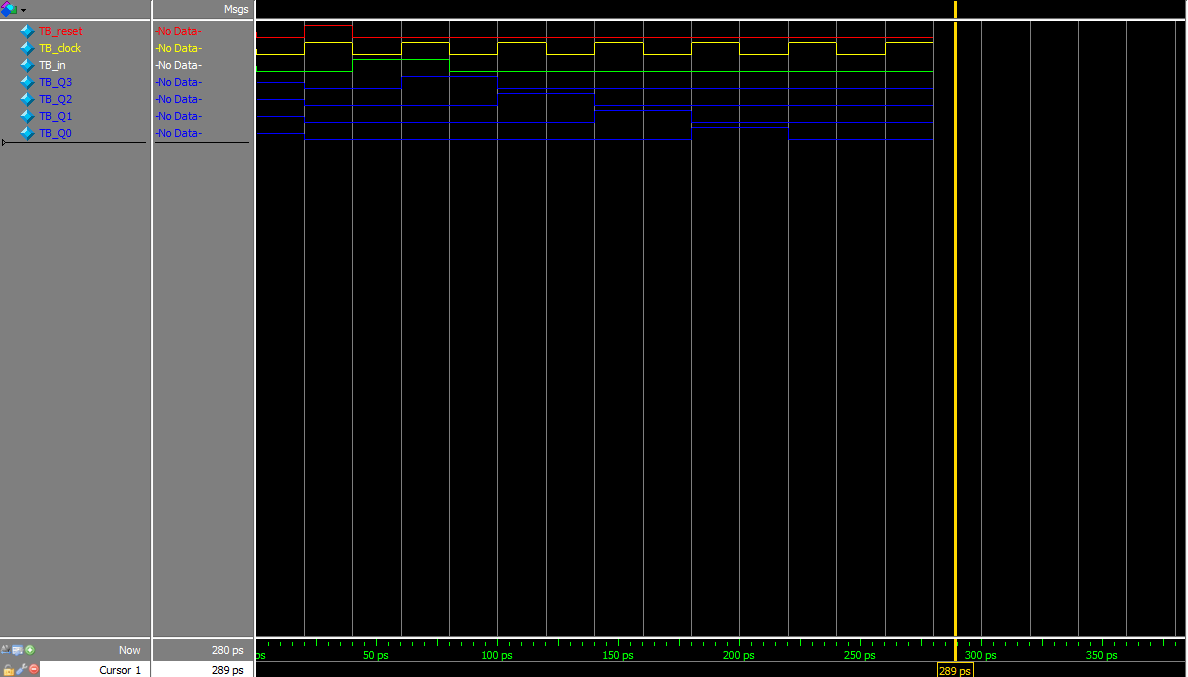 Msgs
TB_reset -No Data-
TB_clock -No Data-
TB_in -No Data-
TB_Q3 -No Data-
TB_Q2 -No Data-
TB_Q1 -No Data-
TB_Q0 -No Data-
Now 280 ps ps 50 ps 100 ps 150 ps 200 ps 250 ps 300 ps 350 ps
Cursor 1 289 ps 289 ps